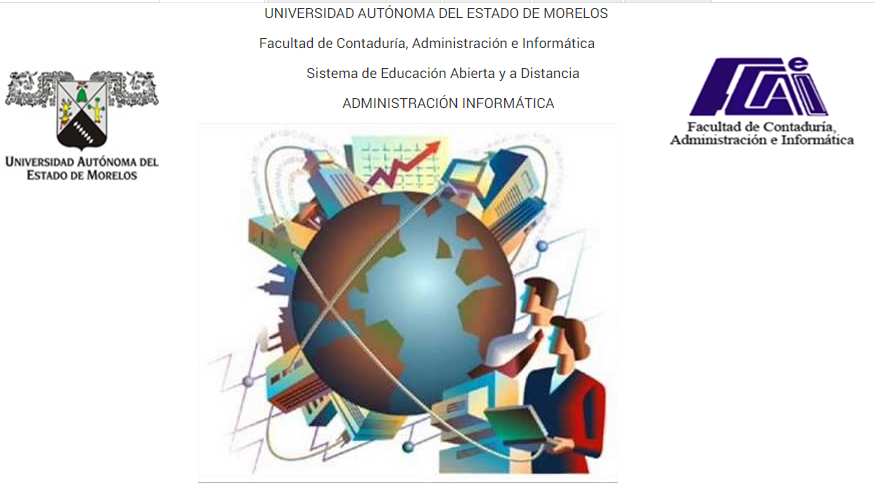 UNIVERSIDAD AUTÓNOMA DEL ESTADO DE MORELOS
Facultad de Contaduría, Administración e Informática
Sistema de Educación Abierta y a Distancia
ADMINISTRACIÓN INFORMÁTICA
UNIVERSIDAD AUTÓNOMA DEL
ESTADO DE MORELOS
FCAeI
Facultad de Contaduría,
Administración e Informática